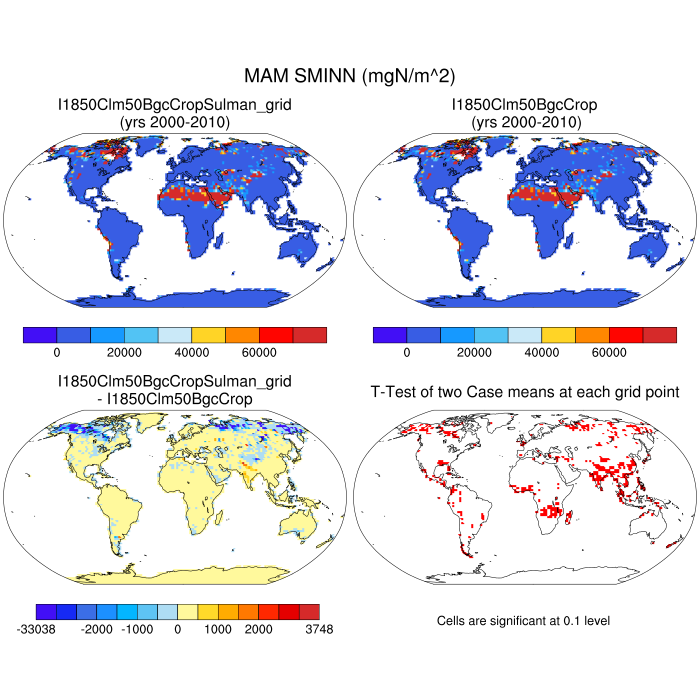 MAM SMINN (mgN/m^2)
I1850Clm50BgcCropSulman_grid
(yrs 2000-2010)
I1850Clm50BgcCrop
(yrs 2000-2010)
0 20000 40000 60000
0 20000 40000 60000
I1850Clm50BgcCropSulman_grid
- I1850Clm50BgcCrop
T-Test of two Case means at each grid point
-33038 -2000 -1000 0 1000 2000 3748
Cells are significant at 0.1 level